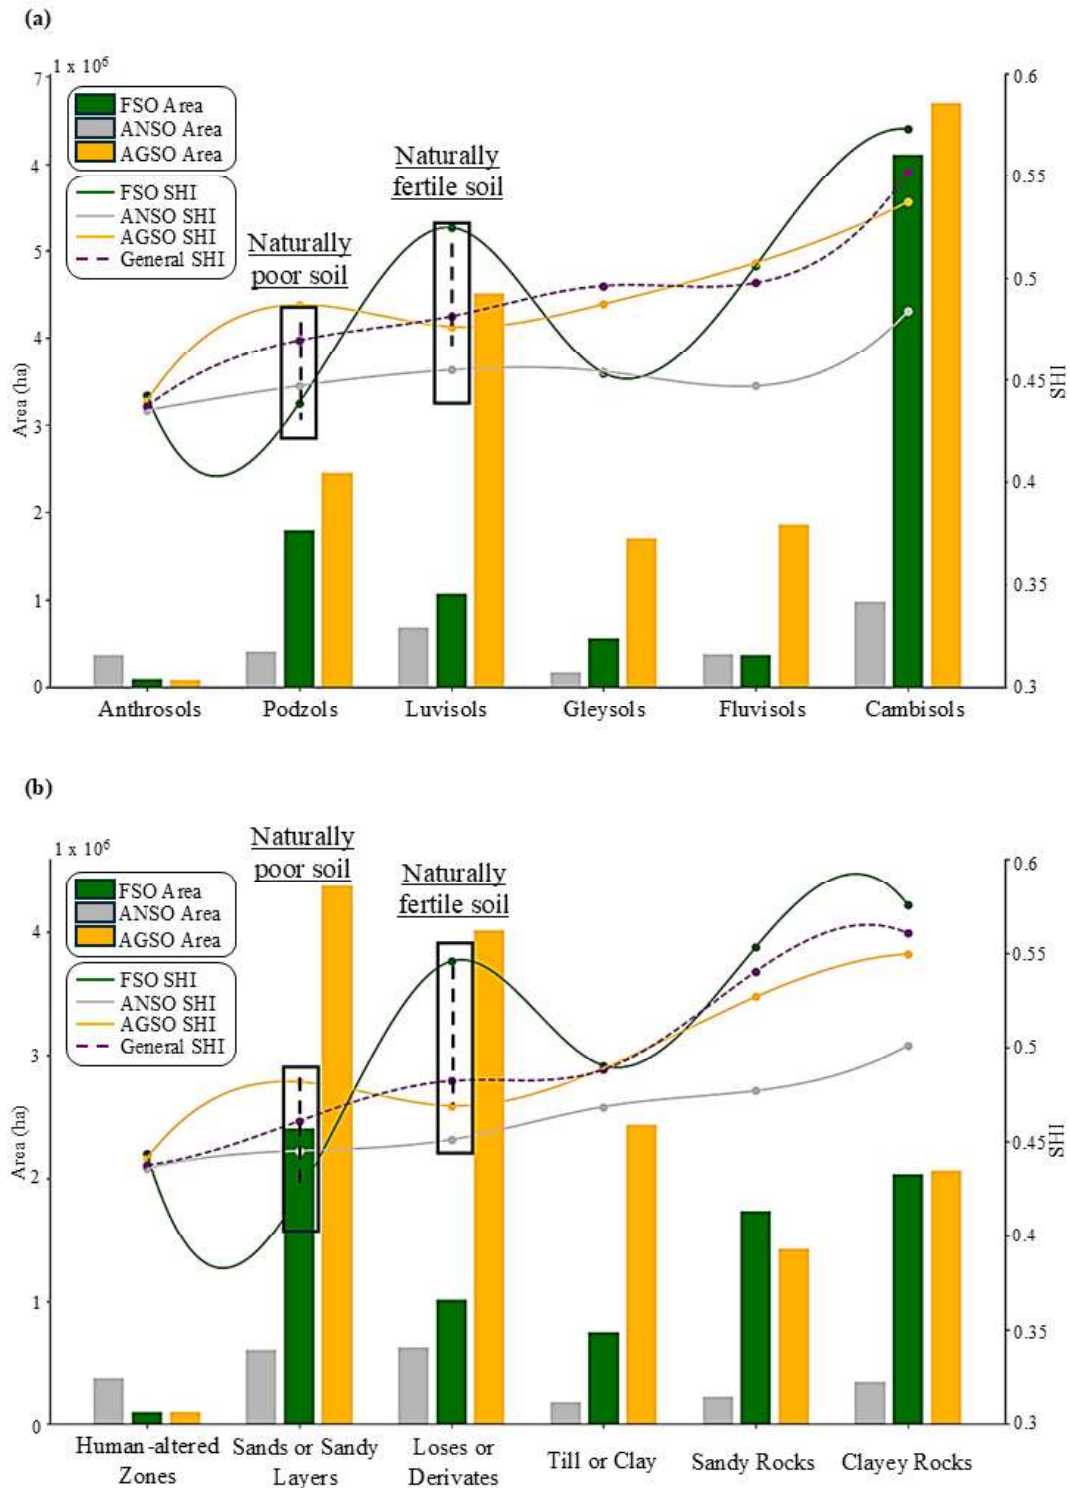 (a)
1 x 10⁶
7
4
5
4
3
2
1
0
Area (ha)
FSO Area
ANSO Area
AGSO Area
FSO SHI
ANSO SHI
AGSO SHI
General SHI
Naturally
poor soil
Naturally
fertile soil
0.6
0.55
0.5
0.45
0.4
0.35
0.3
SHI
Anthrosols Podzols Luvisols Gleysols Fluvisols Cambisols
(b)
1 x 10⁶
4
3
2
1
0
Area (ha)
FSO Area
ANSO Area
AGSO Area
FSO SHI
ANSO SHI
AGSO SHI
General SHI
Naturally
poor soil
Naturally
fertile soil
0.6
0.55
0.5
0.45
0.4
0.35
0.3
SHI
Human-altered
Zones
Sands or Sandy
Layers
Loses or
Derivates
Till or Clay
Sandy Rocks
Clayey Rocks